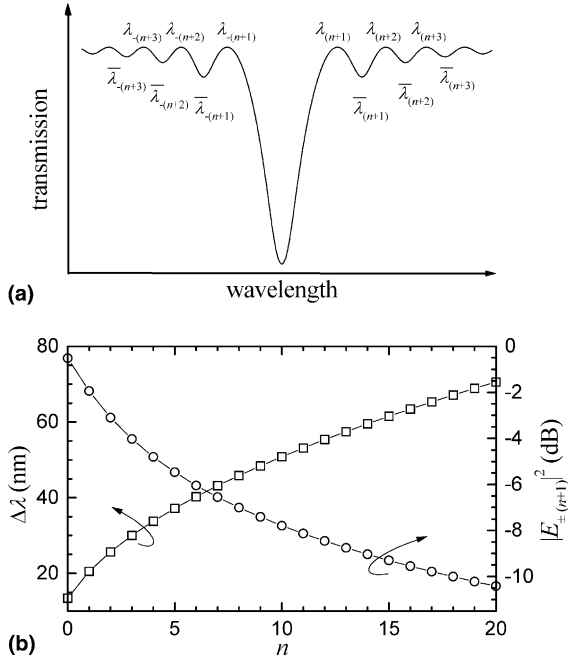 λ-(n+3) λ-(n+2) λ-(n+1) λ(n+1) λ(n+2) λ(n+3)
λ̅-(n+3) λ̅-(n+2) λ̅-(n+1) λ̅(n+1) λ̅(n+2) λ̅(n+3)
transmission
wavelength
(a)
80 60 40 20
Δλ (nm)
0 -2 -4 -6 -8 -10
|E±(n+1)|² (dB)
0 5 10 15 20
n
(b)